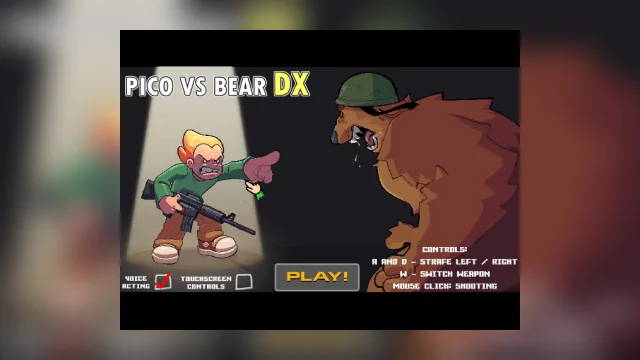 PICO VS BEAR DX
CONTROLS:
A AND D - STRAFE LEFT / RIGHT
W - SWITCH WEAPON
MOUSE CLICK: SHOOTING
VOICE
ACTING
TOUCHSCREEN
CONTROLS
PLAY!